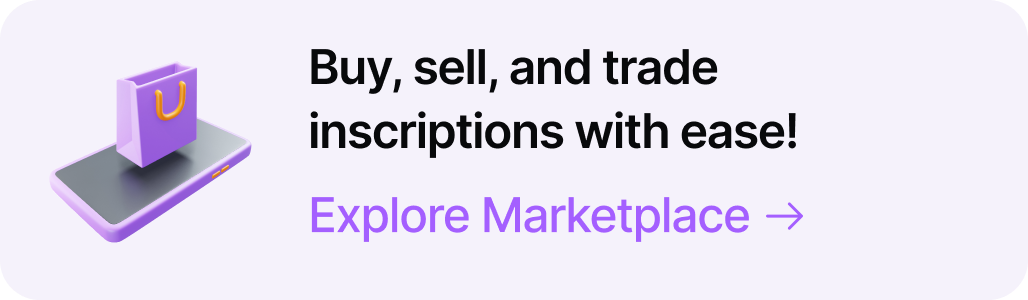 Buy, sell, and trade
inscriptions with ease!
Explore Marketplace →